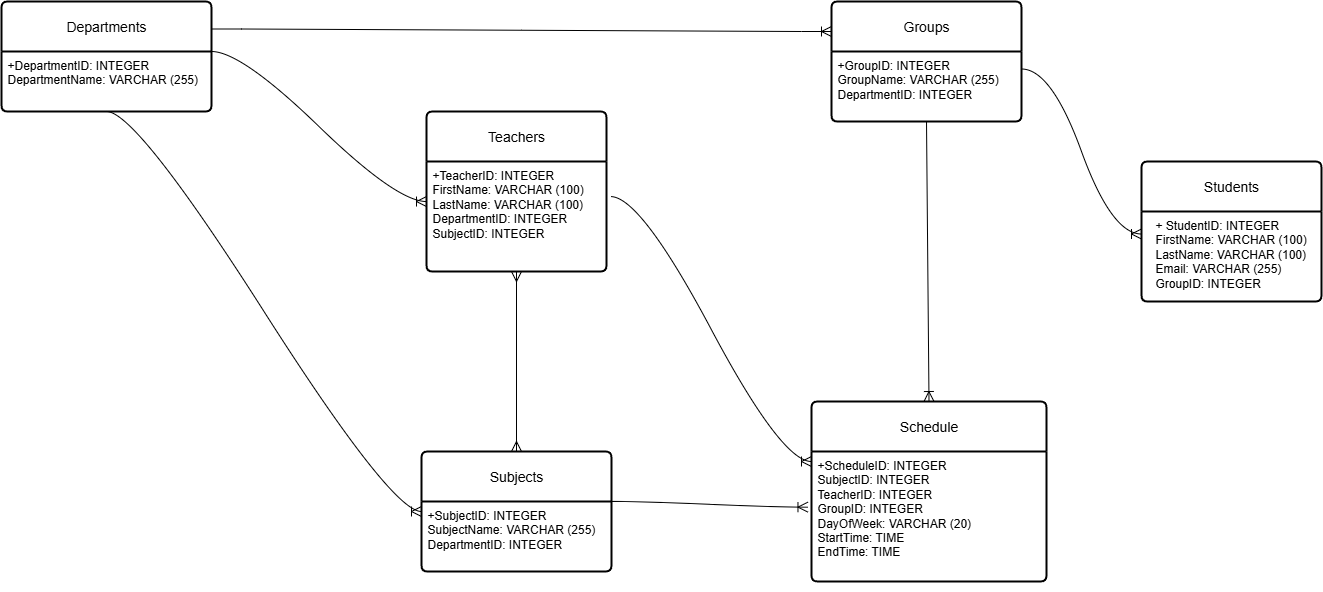 Departments
+DepartmentID: INTEGER
DepartmentName: VARCHAR (255)
Groups
+GroupID: INTEGER
GroupName: VARCHAR (255)
DepartmentID: INTEGER
Teachers
+TeacherID: INTEGER
FirstName: VARCHAR (100)
LastName: VARCHAR (100)
DepartmentID: INTEGER
SubjectID: INTEGER
Students
+ StudentID: INTEGER
FirstName: VARCHAR (100)
LastName: VARCHAR (100)
Email: VARCHAR (255)
GroupID: INTEGER
Subjects
+SubjectID: INTEGER
SubjectName: VARCHAR (255)
DepartmentID: INTEGER
Schedule
+ScheduleID: INTEGER
SubjectID: INTEGER
TeacherID: INTEGER
GroupID: INTEGER
DayOfWeek: VARCHAR (20)
StartTime: TIME
EndTime: TIME